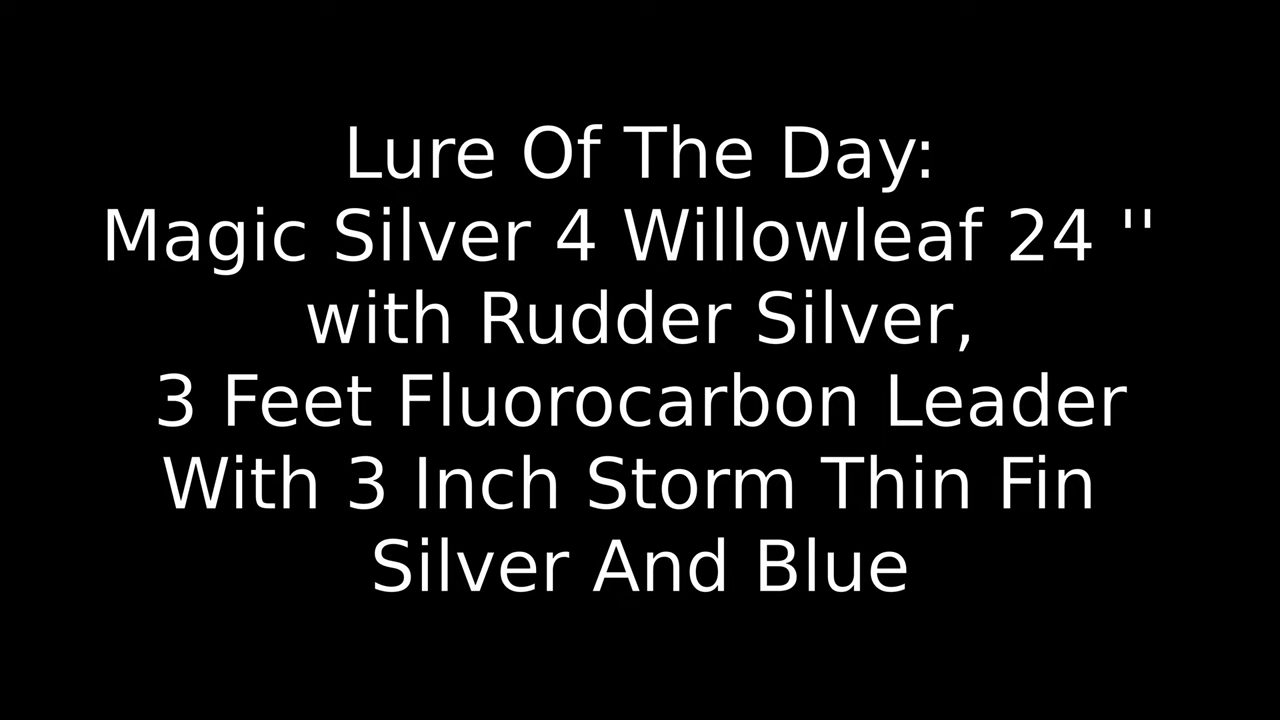 Lure Of The Day:
Magic Silver 4 Willowleaf 24 ''
with Rudder Silver,
3 Feet Fluorocarbon Leader
With 3 Inch Storm Thin Fin
Silver And Blue